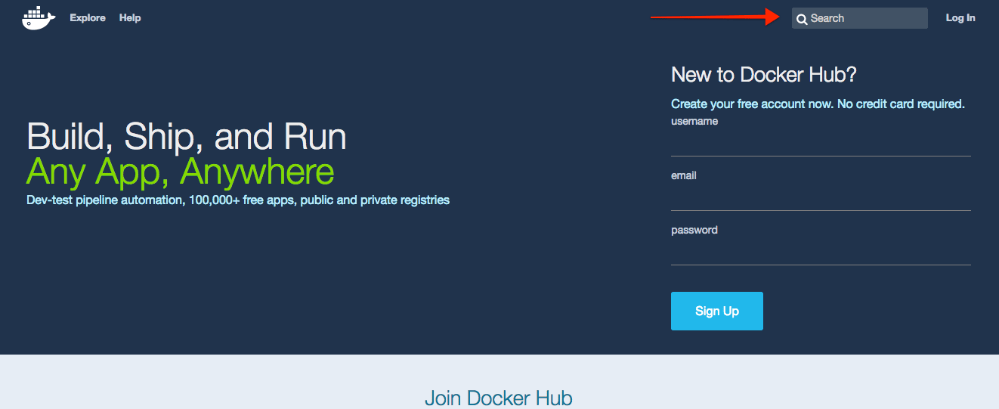 Explore Help Search Log In
New to Docker Hub?
Create your free account now. No credit card required.
username
Build, Ship, and Run
Any App, Anywhere
Dev-test pipeline automation, 100,000+ free apps, public and private registries
email
password
Sign Up
Join Docker Hub